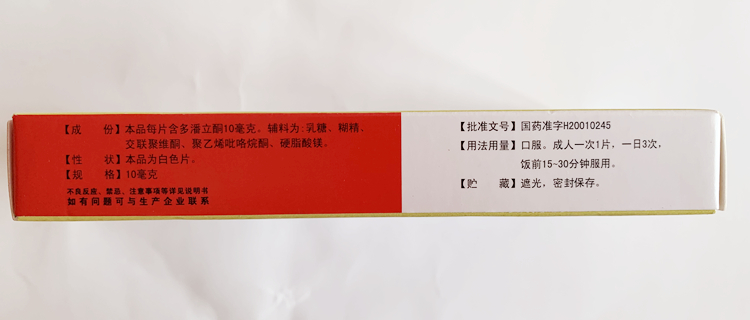 【成　份】本品每片含多潘立酮10毫克。辅料为:乳糖、糊精、
交联聚维酮、聚乙烯吡咯烷酮、硬脂酸镁。
【性　状】本品为白色片。
【规　格】10毫克
不良反应、禁忌、注意事项等详见说明书
如有问题可与生产企业联系
【批准文号】国药准字H20010245
【用法用量】口服。成人一次1片，一日3次，
饭前15~30分钟服用。
【贮　藏】遮光，密封保存。